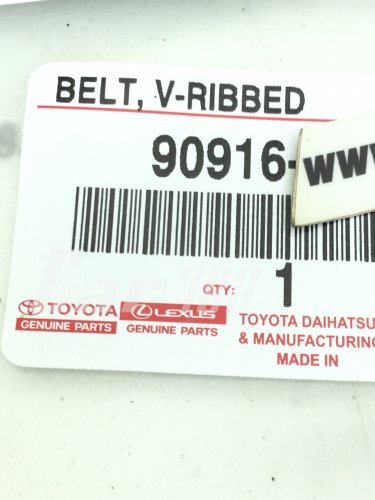 BELT, V-RIBBED
90916-
www
QTY: 1
TOYOTA
GENUINE PARTS
LEXUS
GENUINE PARTS
TOYOTA DAIHATSU
& MANUFACTURING
MADE IN